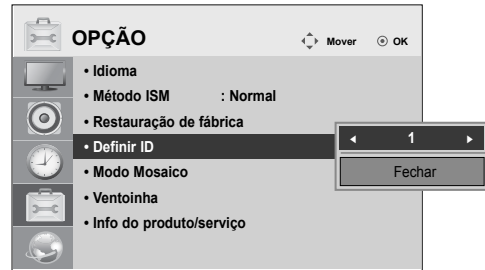 OPÇÃO Mover OK
• Idioma
• Método ISM : Normal
• Restauração de fábrica
• Definir ID
1
• Modo Mosaico
Fechar
• Ventoinha
• Info do produto/serviço